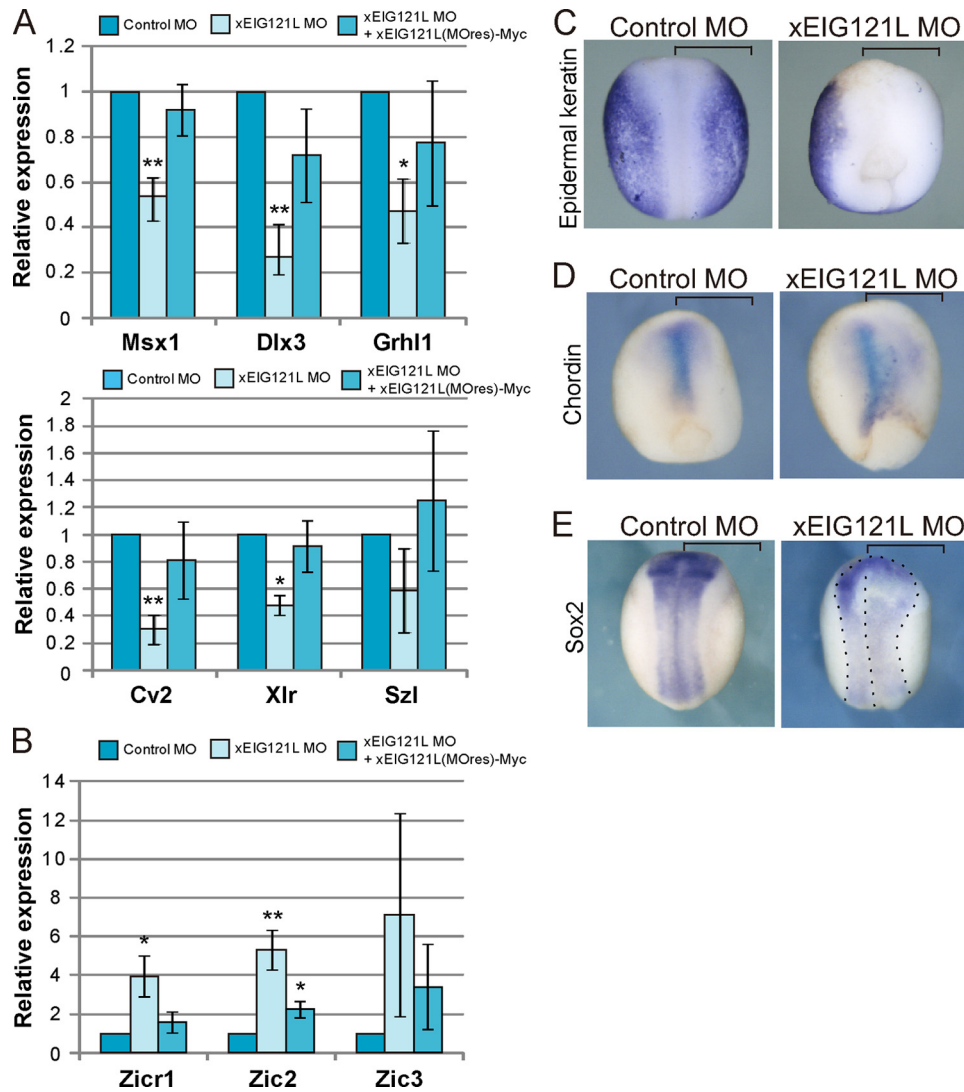 A
Control MO
xEIG121L MO
xEIG121L MO
+ xEIG121L(MOres)-Myc
1.2
1
0.8
0.6
0.4
0.2
0
Relative expression
**
**
*
Msx1
Dlx3
Grhl1
Control MO
xEIG121L MO
xEIG121L MO
+ xEIG121L(MOres)-Myc
2
1.8
1.6
1.4
1.2
1
0.8
0.6
0.4
0.2
0
Relative expression
**
*
Cv2
Xlr
Szl
B
Control MO
xEIG121L MO
xEIG121L MO
+ xEIG121L(MOres)-Myc
14
12
10
8
6
4
2
0
Relative expression
*
**
*
Zicr1
Zic2
Zic3
C
Control MO
xEIG121L MO
Epidermal keratin
D
Control MO
xEIG121L MO
Chordin
E
Control MO
xEIG121L MO
Sox2